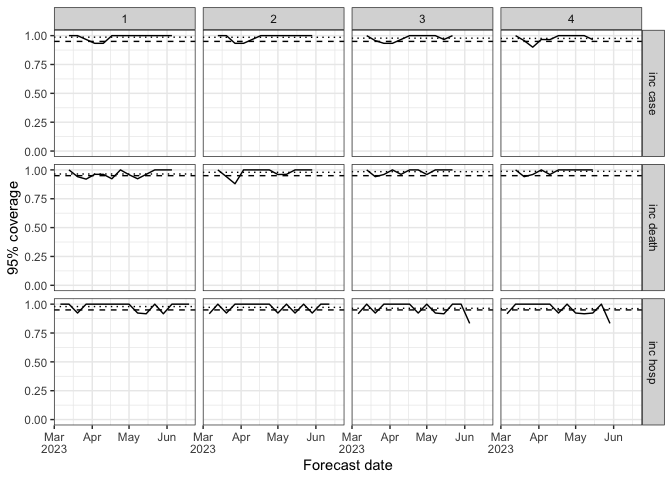 1 2 3 4
1.00
0.75
0.50
0.25
0.00
inc case
1.00
0.75
0.50
0.25
0.00
inc death
1.00
0.75
0.50
0.25
0.00
inc hosp
95% coverage
Mar Apr May Jun Mar Apr May Jun Mar Apr May Jun Mar Apr May Jun
2023 2023 2023 2023
Forecast date